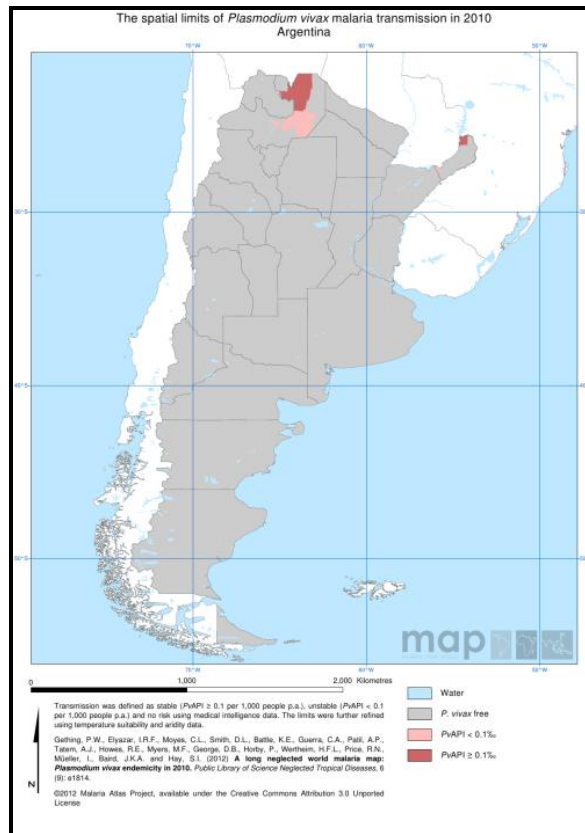 The spatial limits of Plasmodium vivax malaria transmission in 2010
Argentina
70°W
60°W
50°W
70°W
60°W
50°W
map
0
1,000
2,000 Kilometres
Water
P. vivax free
PvAPI < 0.1‰
PvAPI ≥ 0.1‰
Transmission was defined as stable (PvAPI ≥ 0.1 per 1,000 people p.a.), unstable (PvAPI < 0.1
per 1,000 people p.a.) and no risk using medical intelligence data. The limits were further refined
using temperature suitability and aridity data.
Gething, P.W., Elyazar, I.R.F., Moyes, C.L., Smith, D.L., Battle, K.E., Guerra, C.A., Patil, A.P.,
Tatem, A.J., Howes, R.E., Myers, M.F., George, D.B., Horby, P., Wertheim, H.F.L., Price, R.N.,
Müeller, I., Baird, J.K.A. and Hay, S.I. (2012) A long neglected world malaria map:
Plasmodium vivax endemicity in 2010. Public Library of Science Neglected Tropical Diseases, 6
(9): e1814.
©2012 Malaria Atlas Project, available under the Creative Commons Attribution 3.0 Unported
License
N